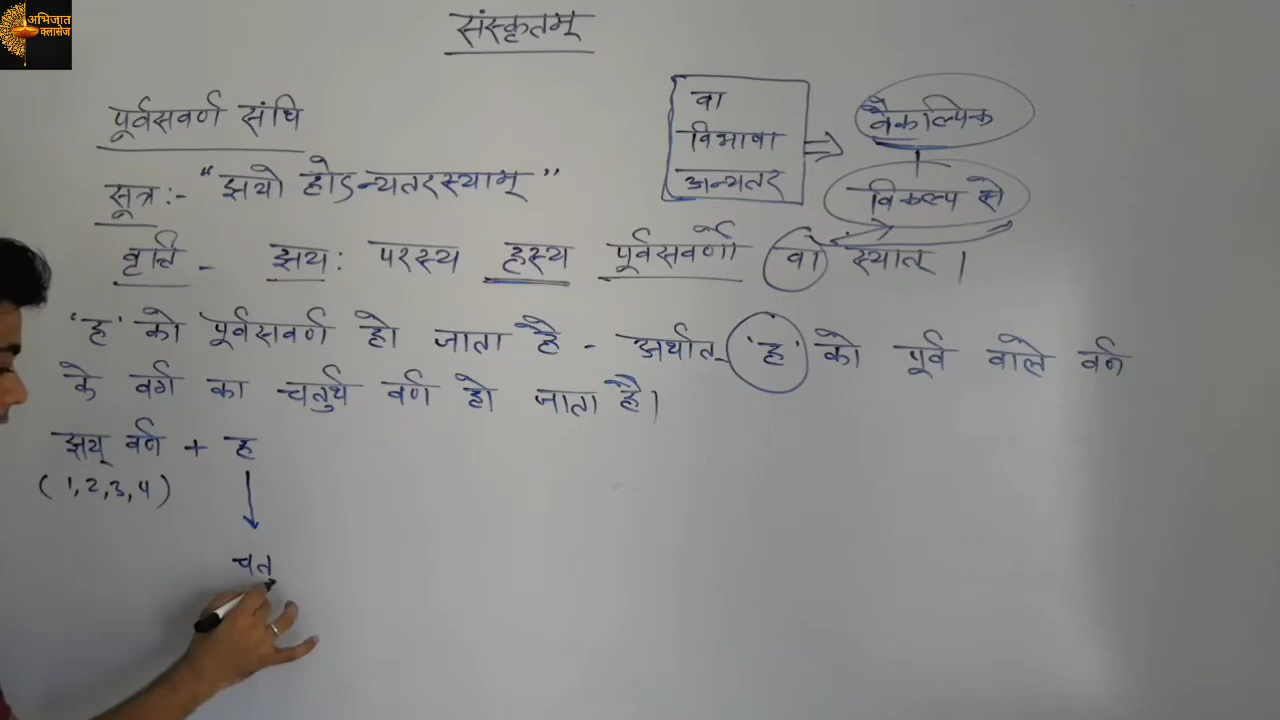 अभिजात
क्लासेज
संस्कृतम्
पूर्वसवर्ण संधि
वा
विभाषा
अन्यतर
वैकल्पिक
विकल्प से
सूत्र:- "झयो होऽन्यतरस्याम्"
वृत्ति - झय: परस्य हस्य पूर्वसवर्णो वा स्यात् ।
'ह' को पूर्वसवर्ण हो जाता है - अर्थात् 'ह' को पूर्व वाले वर्ण
के वर्ग का चतुर्थ वर्ण हो जाता है।
झय् वर्ण + ह
(1,2,3,4)
चतु